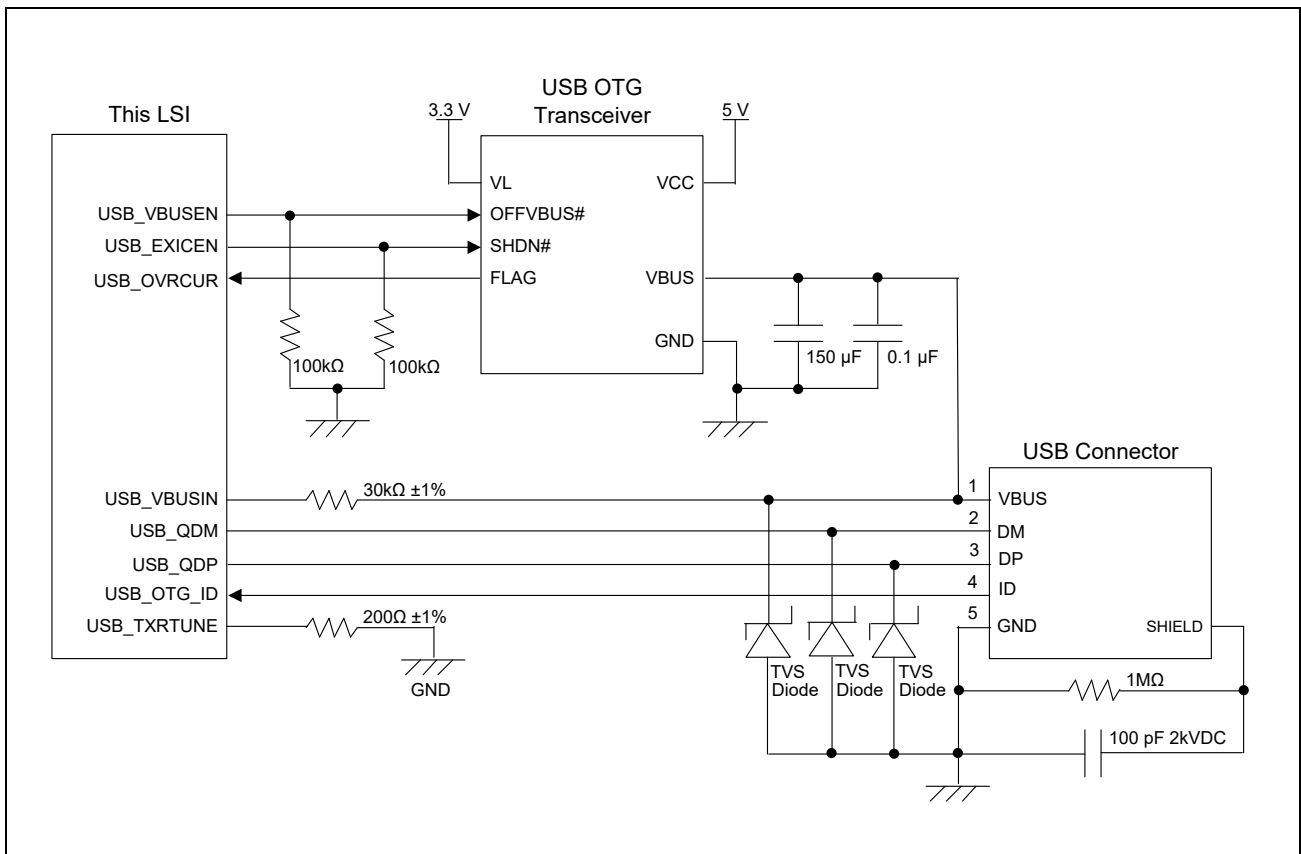 This LSI
USB_VBUSEN
USB_EXICEN
USB_OVRCUR
USB_VBUSIN
USB_QDM
USB_QDP
USB_OTG_ID
USB_TXRTUNE
100kΩ
100kΩ
3.3 V
USB OTG
Transceiver
5 V
VL
OFFVBUS#
SHDN#
FLAG
VCC
VBUS
GND
150 µF
0.1 µF
30kΩ ±1%
200Ω ±1%
GND
TVS
Diode
TVS
Diode
TVS
Diode
USB Connector
1
VBUS
2
DM
3
DP
4
ID
5
GND
SHIELD
1MΩ
100 pF 2kVDC